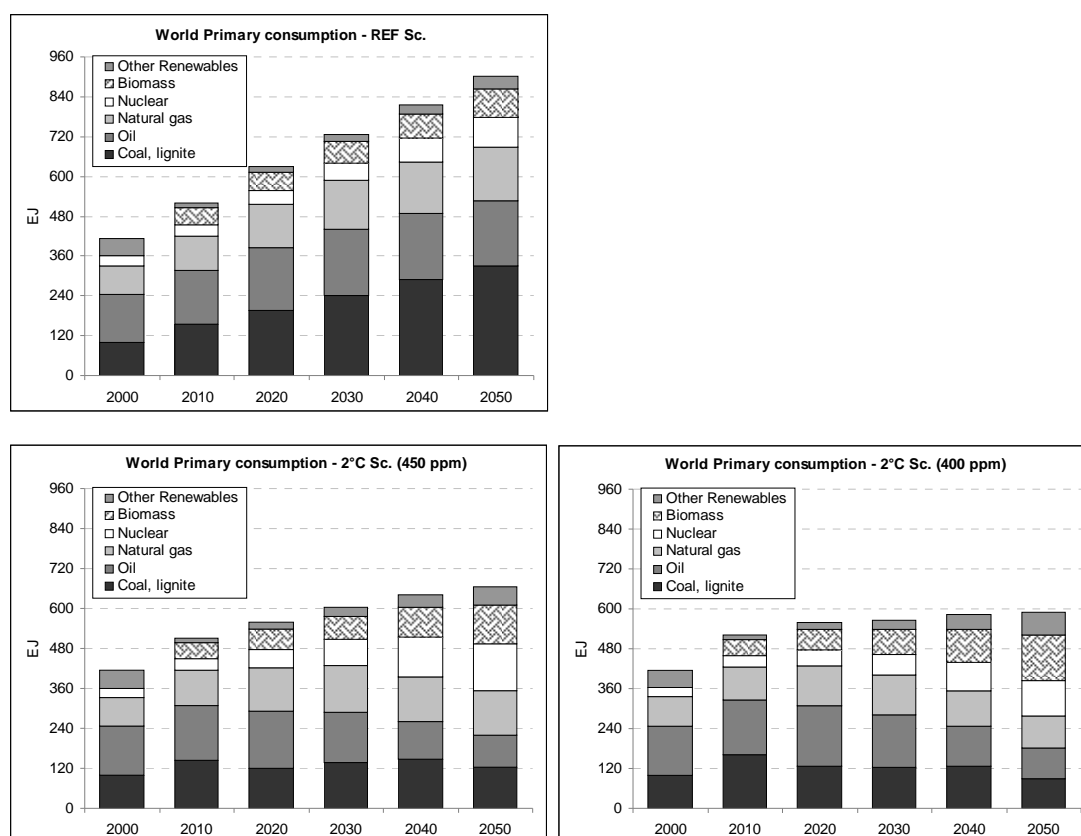 World Primary consumption - REF Sc.
960
840
720
600
480
360
240
120
0
EJ
Other Renewables
Biomass
Nuclear
Natural gas
Oil
Coal, lignite
2000 2010 2020 2030 2040 2050
World Primary consumption - 2°C Sc. (450 ppm)
960
840
720
600
480
360
240
120
0
EJ
Other Renewables
Biomass
Nuclear
Natural gas
Oil
Coal, lignite
2000 2010 2020 2030 2040 2050
World Primary consumption - 2°C Sc. (400 ppm)
960
840
720
600
480
360
240
120
0
EJ
Other Renewables
Biomass
Nuclear
Natural gas
Oil
Coal, lignite
2000 2010 2020 2030 2040 2050